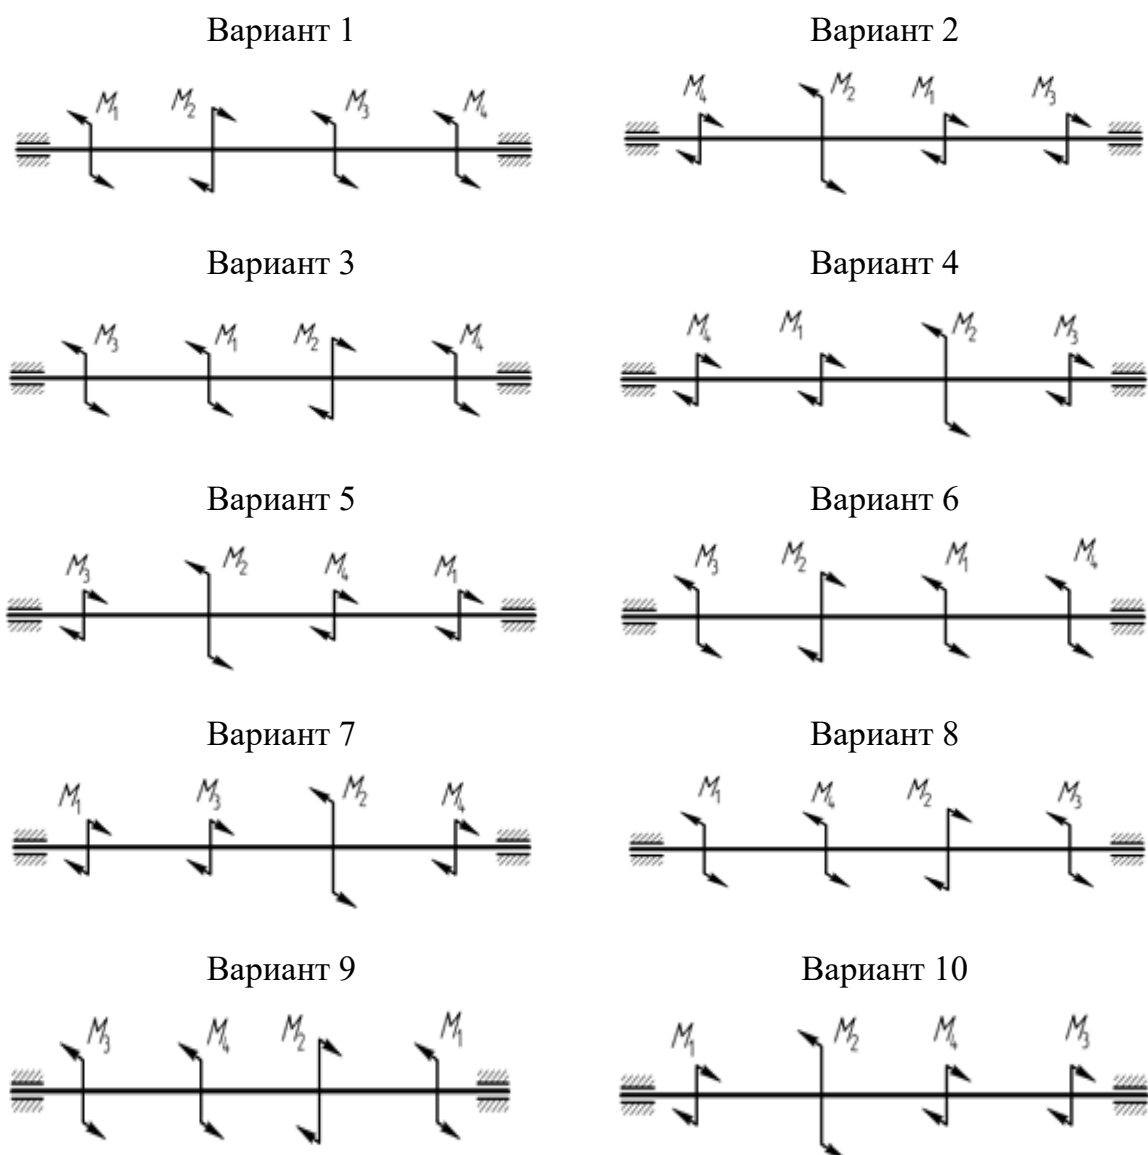 Вариант 1
Вариант 2
M1 M2 M3 M4
M4 M2 M1 M3
Вариант 3
Вариант 4
M3 M1 M2 M4
M4 M1 M2 M3
Вариант 5
Вариант 6
M3 M2 M4 M1
M3 M2 M1 M4
Вариант 7
Вариант 8
M1 M3 M2 M4
M1 M4 M2 M3
Вариант 9
Вариант 10
M3 M4 M2 M1
M1 M2 M4 M3